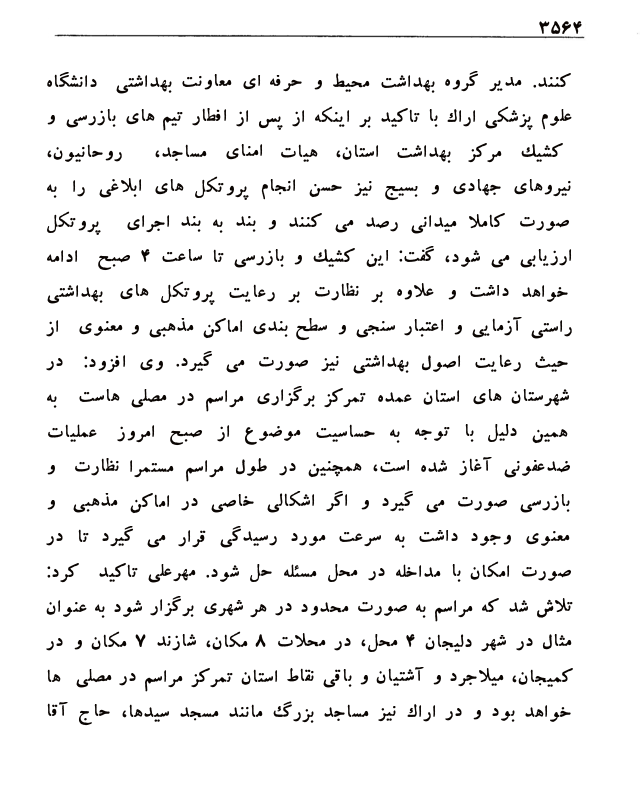 ۳۵۶۴
کنند. مدیر گروه بهداشت محیط و حرفه ای معاونت بهداشتی دانشگاه
علوم پزشکی اراك با تاکید بر اینکه از پس از افطار تیم های بازرسی و
کشیك مرکز بهداشت استان، هیات امنای مساجد، روحانیون،
نیروهای جهادی و بسیج نیز حسن انجام پروتکل های ابلاغی را به
صورت کاملا میدانی رصد می کنند و بند به بند اجرای پروتکل
ارزیابی می شود، گفت: این کشیك و بازرسی تا ساعت ۴ صبح ادامه
خواهد داشت و علاوه بر نظارت بر رعایت پروتکل های بهداشتی
راستی آزمایی و اعتبار سنجی و سطح بندی اماکن مذهبی و معنوی از
حیث رعایت اصول بهداشتی نیز صورت می گیرد. وی افزود: در
شهرستان های استان عمده تمرکز برگزاری مراسم در مصلی هاست به
همین دلیل با توجه به حساسیت موضوع از صبح امروز عملیات
ضدعفونی آغاز شده است، همچنین در طول مراسم مستمرا نظارت و
بازرسی صورت می گیرد و اگر اشکالی خاصی در اماکن مذهبی و
معنوی وجود داشت به سرعت مورد رسیدگی قرار می گیرد تا در
صورت امکان با مداخله در محل مسئله حل شود. مهرعلی تاکید کرد:
تلاش شد که مراسم به صورت محدود در هر شهری برگزار شود به عنوان
مثال در شهر دلیجان ۴ محل، در محلات ۸ مکان، شازند ۷ مکان و در
کمیجان، میلاجرد و آشتیان و باقی نقاط استان تمرکز مراسم در مصلی ها
خواهد بود و در اراك نیز مساجد بزرگ مانند مسجد سیدها، حاج آقا